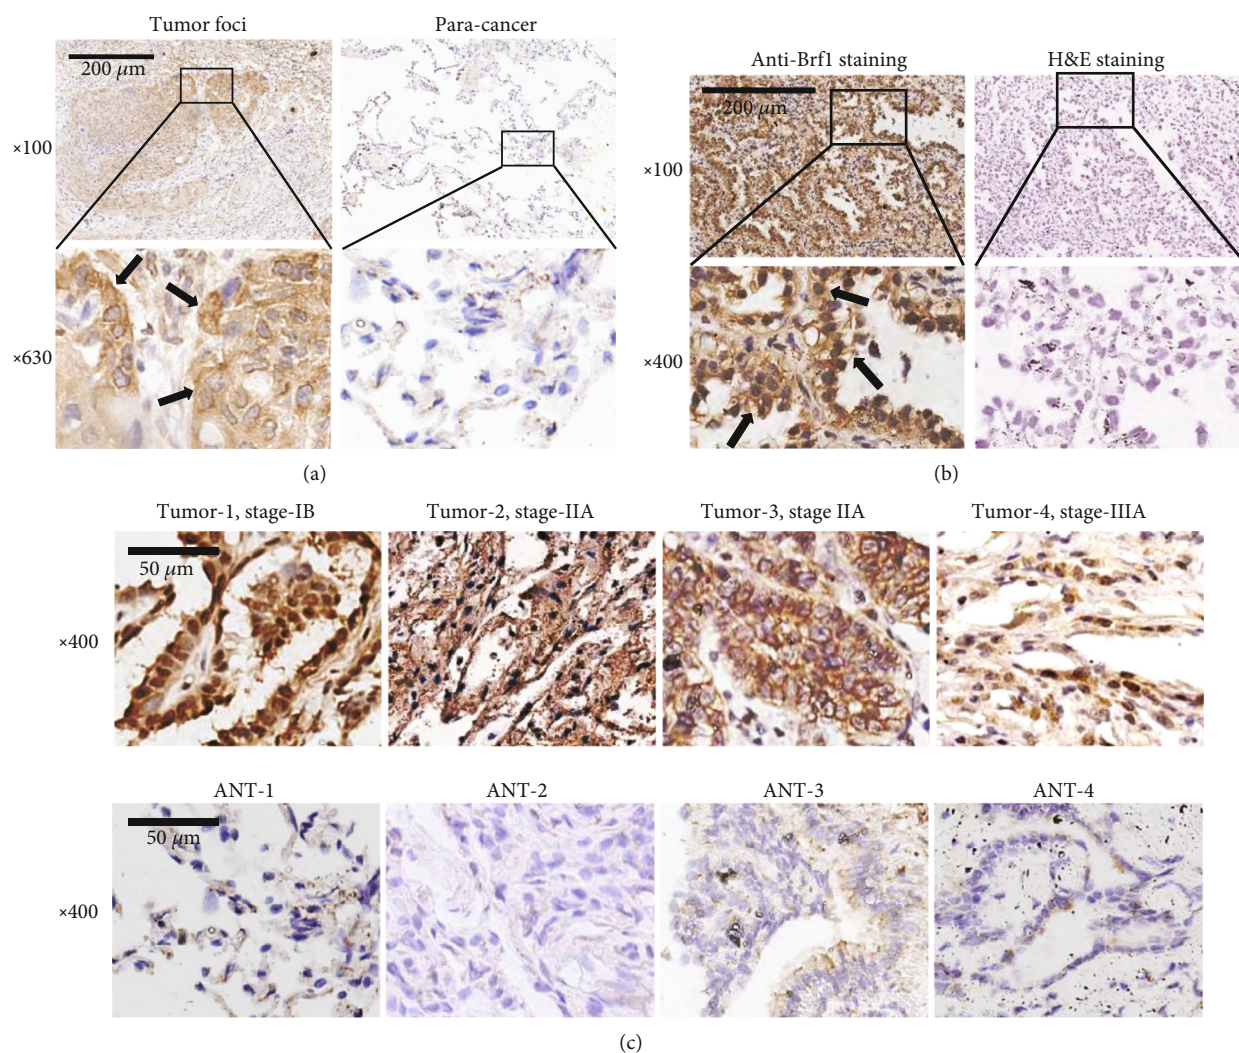 Tumor foci
Para-cancer
200 μm
×100
×630
(a)
Anti-Brf1 staining
H&E staining
200 μm
×100
×400
(b)
Tumor-1, stage-IB
Tumor-2, stage-IIA
Tumor-3, stage IIA
Tumor-4, stage-IIIA
50 μm
×400
ANT-1
ANT-2
ANT-3
ANT-4
50 μm
×400
(c)